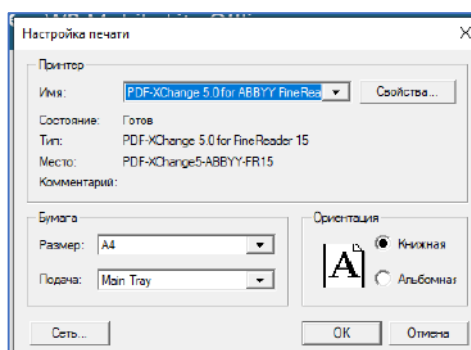 Настройка печати
Принтер
Имя: PDF-XChange 5.0 for ABBYY FineRea Свойства...
Состояние: Готов
Тип: PDF-XChange 5.0 for FineReader 15
Место: PDF-XChange5-ABBYY-FR15
Комментарий:
Бумага
Размер: A4
Подача: Main Tray
Ориентация
A
Книжная
Альбомная
Сеть... OK Отмена